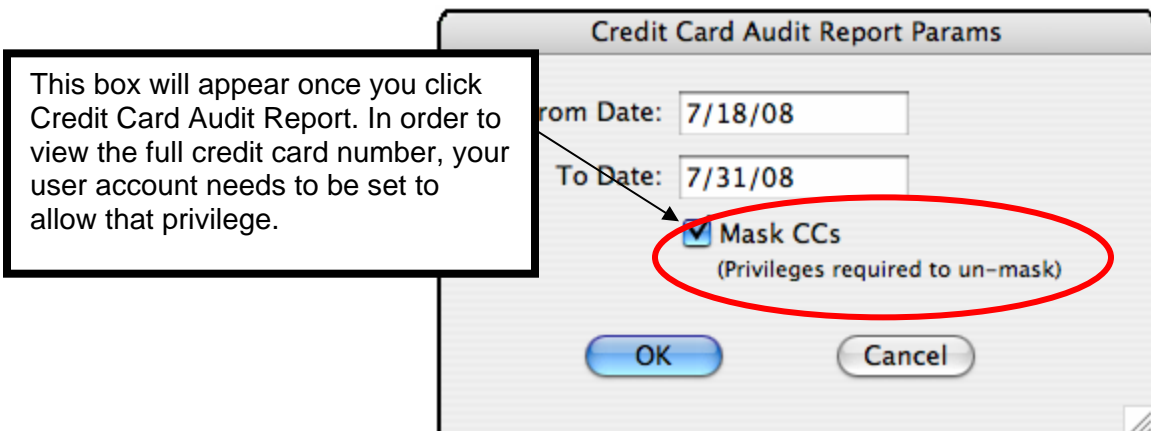 Credit Card Audit Report Params
This box will appear once you click
Credit Card Audit Report. In order to
view the full credit card number, your
user account needs to be set to
allow that privilege.
rom Date: 7/18/08
To Date: 7/31/08
Mask CCs
(Privileges required to un-mask)
OK Cancel